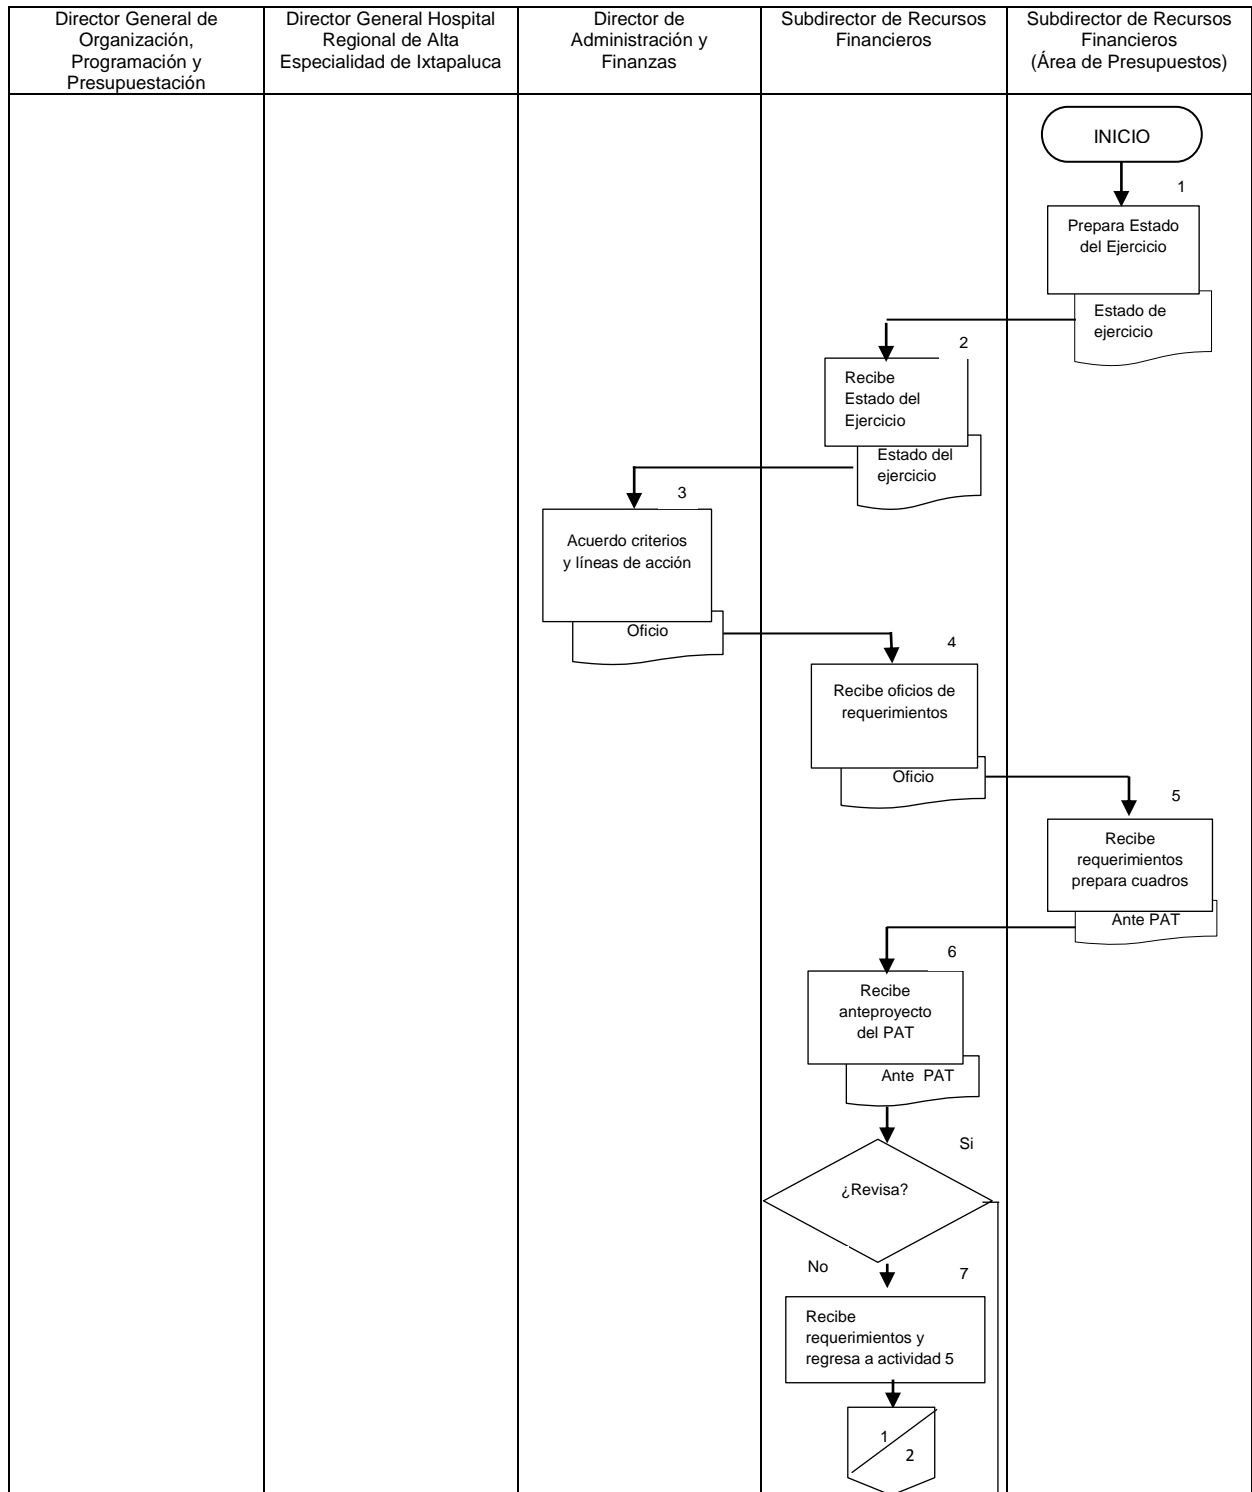 Director General de
Organización,
Programación y
Presupuestación
Director General Hospital
Regional de Alta
Especialidad de Ixtapaluca
Director de
Administración y
Finanzas
Subdirector de Recursos
Financieros
Subdirector de Recursos
Financieros
(Área de Presupuestos)
INICIO
1
Prepara Estado
del Ejercicio
Estado de
ejercicio
2
Recibe
Estado del
Ejercicio
Estado del
ejercicio
3
Acuerdo criterios
y líneas de acción
Oficio
4
Recibe oficios de
requerimientos
Oficio
5
Recibe
requerimientos
prepara cuadros
Ante PAT
6
Recibe
anteproyecto
del PAT
Ante PAT
Si
¿Revisa?
No
7
Recibe
requerimientos y
regresa a actividad 5
1
2